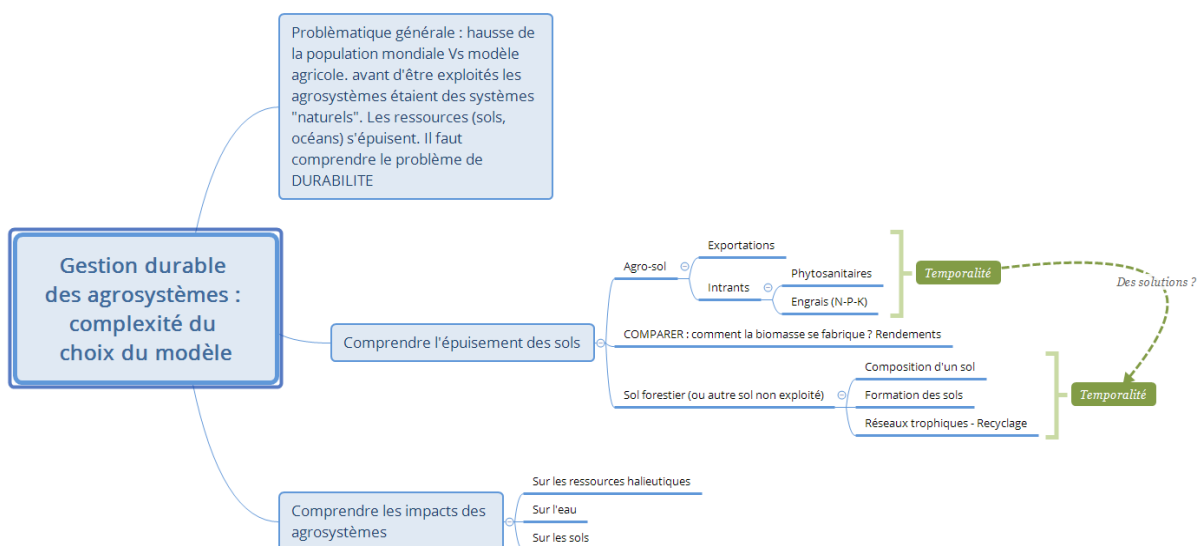 Problèmatique générale : hausse de
la population mondiale Vs modèle
agricole. avant d'être exploités les
agrosystèmes étaient des systèmes
"naturels". Les ressources (sols,
océans) s'épuisent. Il faut
comprendre le problème de
DURABILITE
Gestion durable
des agrosystèmes :
complexité du
choix du modèle
Comprendre l'épuisement des sols
Agro-sol
Exportations
Intrants
Phytosanitaires
Engrais (N-P-K)
Temporalité
Des solutions ?
COMPARER : comment la biomasse se fabrique ? Rendements
Sol forestier (ou autre sol non exploité)
Composition d'un sol
Formation des sols
Réseaux trophiques - Recyclage
Temporalité
Comprendre les impacts des
agrosystèmes
Sur les ressources halieutiques
Sur l'eau
Sur les sols